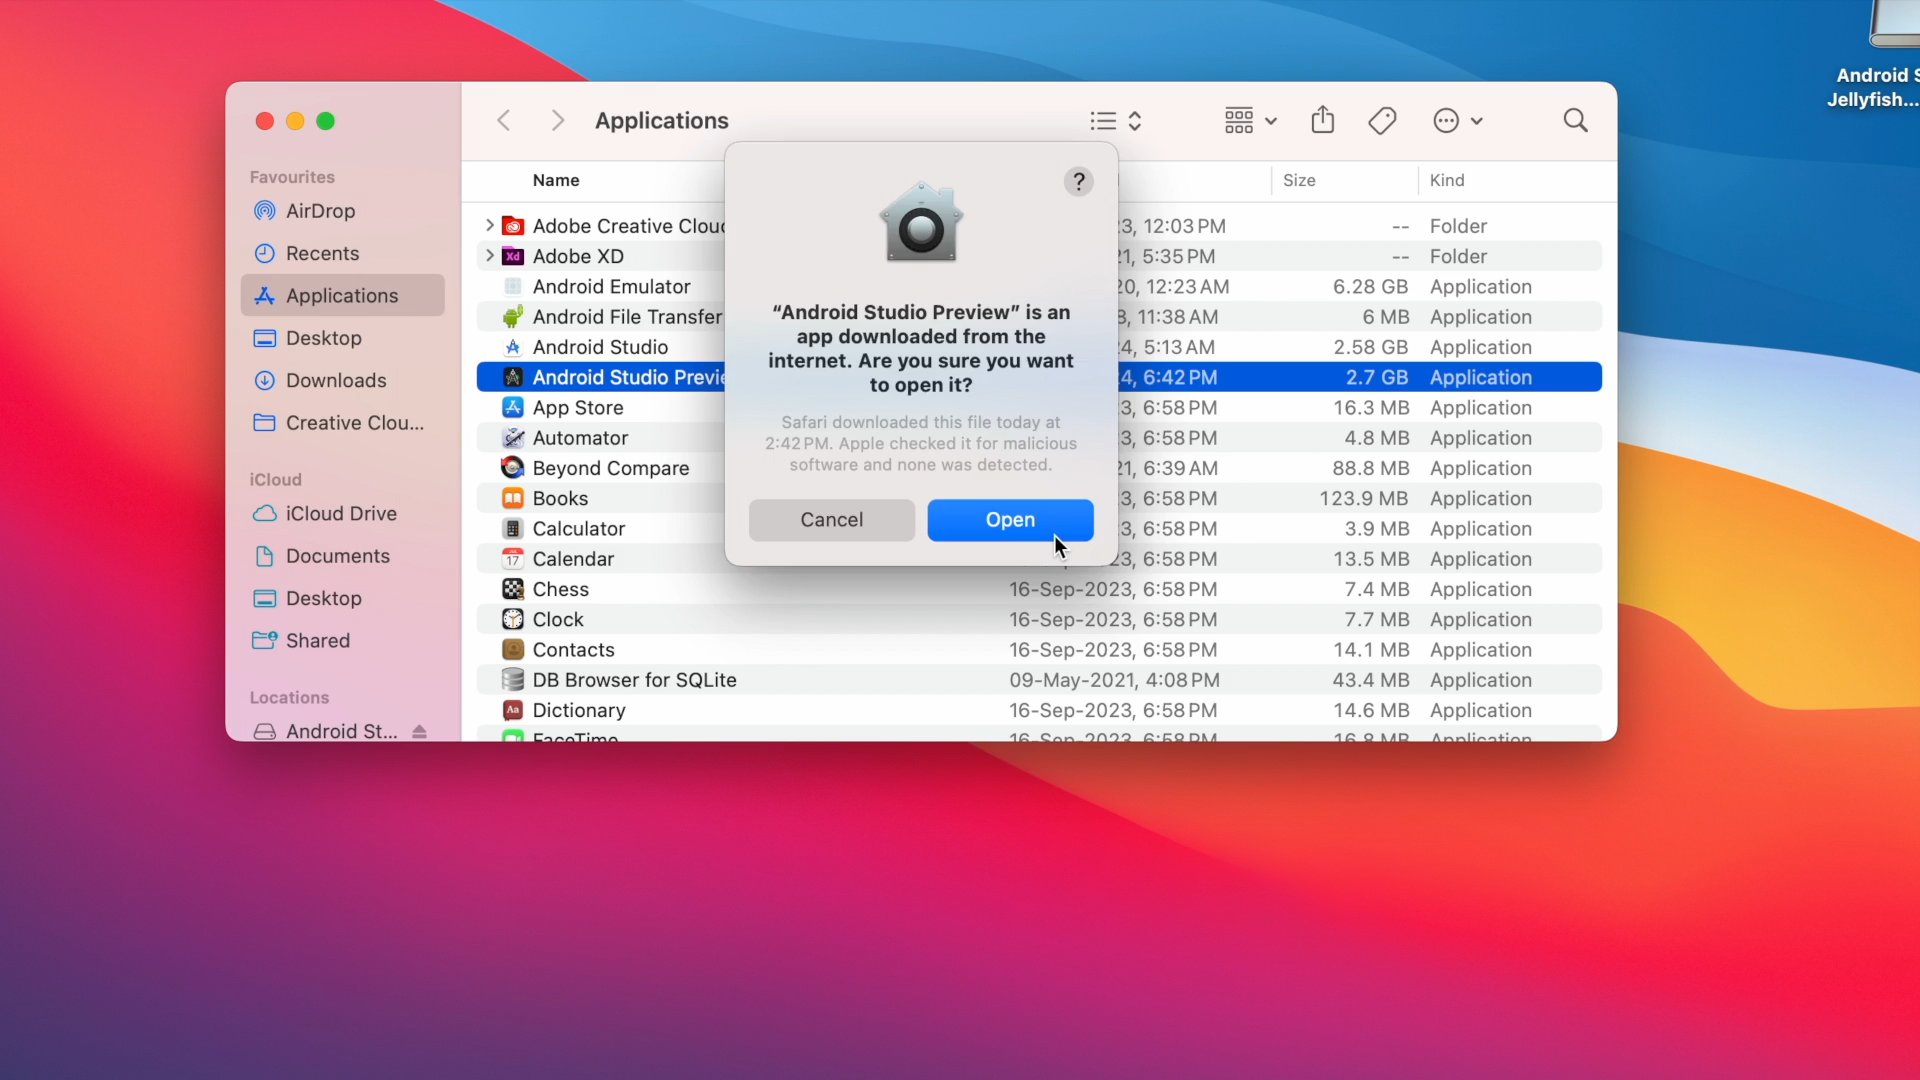 Android
Jellyfish...
Applications
Favourites
AirDrop
Recents
Applications
Desktop
Downloads
Creative Clou...
iCloud
iCloud Drive
Documents
Desktop
Shared
Locations
Android St...
Name
Size
Kind
Adobe Creative Clou
3, 12:03 PM
--
Folder
Xd
Adobe XD
21, 5:35 PM
--
Folder
Android Emulator
20, 12:23 AM
6.28 GB
Application
Android File Transfer
8, 11:38 AM
6 MB
Application
Android Studio
4, 5:13 AM
2.58 GB
Application
Android Studio Previe
4, 6:42 PM
2.7 GB
Application
App Store
3, 6:58 PM
16.3 MB
Application
Automator
3, 6:58 PM
4.8 MB
Application
Beyond Compare
21, 6:39 AM
88.8 MB
Application
Books
3, 6:58 PM
123.9 MB
Application
Calculator
3, 6:58 PM
3.9 MB
Application
17
Calendar
23, 6:58 PM
13.5 MB
Application
Chess
16-Sep-2023, 6:58 PM
7.4 MB
Application
Clock
16-Sep-2023, 6:58 PM
7.7 MB
Application
Contacts
16-Sep-2023, 6:58 PM
14.1 MB
Application
DB Browser for SQLite
09-May-2021, 4:08 PM
43.4 MB
Application
Aa
Dictionary
16-Sep-2023, 6:58 PM
14.6 MB
Application
FaceTime
16-Sep-2023, 6:58 PM
16.8 MB
Application
?
“Android Studio Preview” is an
app downloaded from the
internet. Are you sure you want
to open it?
Safari downloaded this file today at
2:42 PM. Apple checked it for malicious
software and none was detected.
Cancel
Open